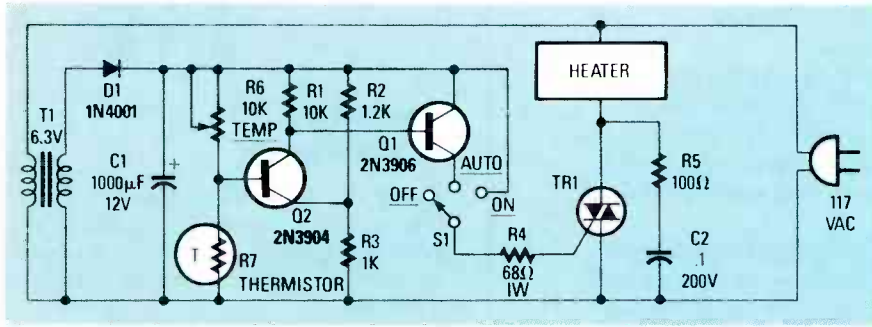 T1
6.3V
D1
1N4001
C1
1000µF
12V
+
R6
10K
TEMP
R1
10K
R2
1.2K
Q1
2N3906
Q2
2N3904
T
R7
THERMISTOR
R3
1K
AUTO
OFF
ON
S1
R4
68Ω
1W
HEATER
TR1
R5
100Ω
C2
.1
200V
117
VAC